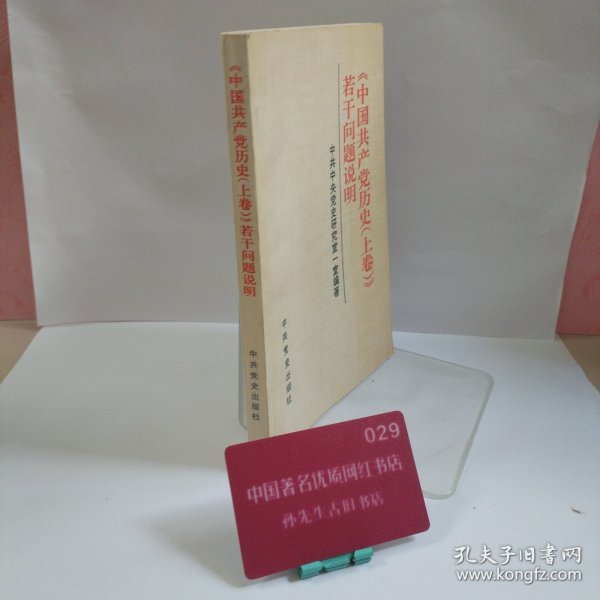 《中国共产党历史(上卷)》若干问题说明
中共党史出版社
《中国共产党历史(上卷)》
若干问题说明
中共中央党史研究室一室编著
中共党史出版社
029
中国著名优质网红书店
孙先生古旧书店
孔夫子旧书网
www.kongfz.com